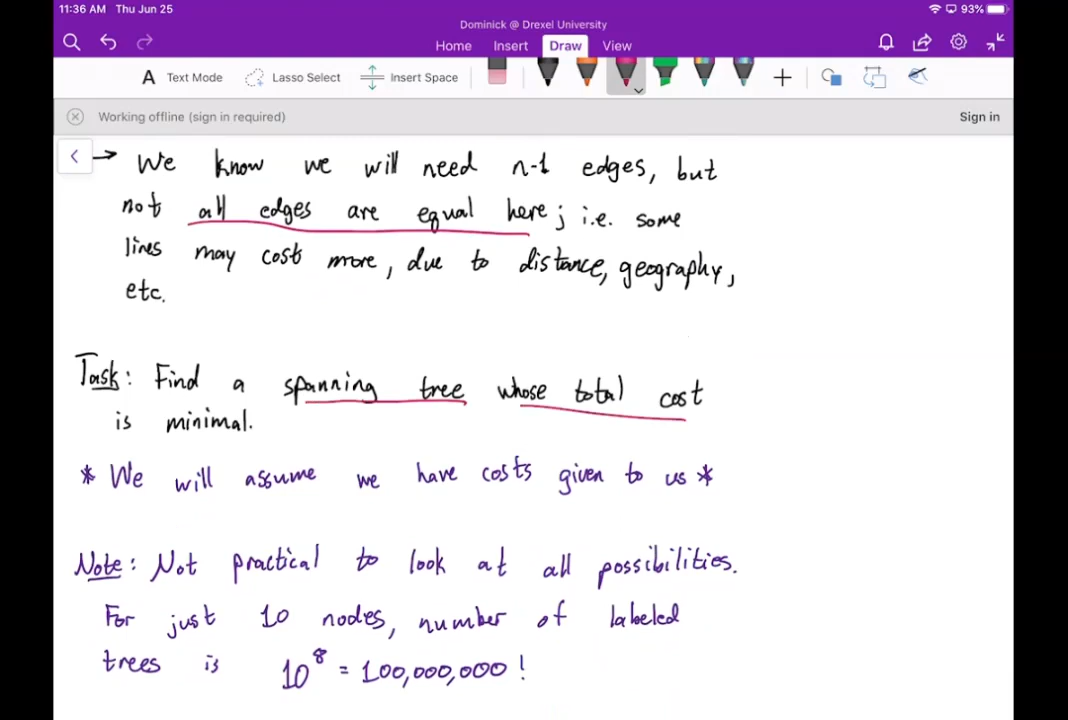 11:36 AM Thu Jun 25
93%
Dominick @ Drexel University
Home Insert Draw View
A Text Mode Lasso Select Insert Space
Working offline (sign in required) Sign in
→ We know we will need n-1 edges, but
not all edges are equal here; i.e. some
lines may cost more, due to distance, geography,
etc.
Task: Find a spanning tree whose total cost
is minimal.
* We will assume we have costs given to us *
Note: Not practical to look at all possibilities.
For just 10 nodes, number of labeled
trees is 10⁸ = 100,000,000!